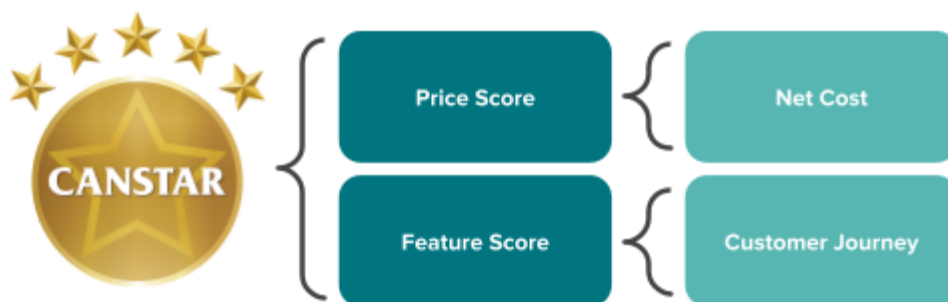 CANSTAR
Price Score
Net Cost
Feature Score
Customer Journey